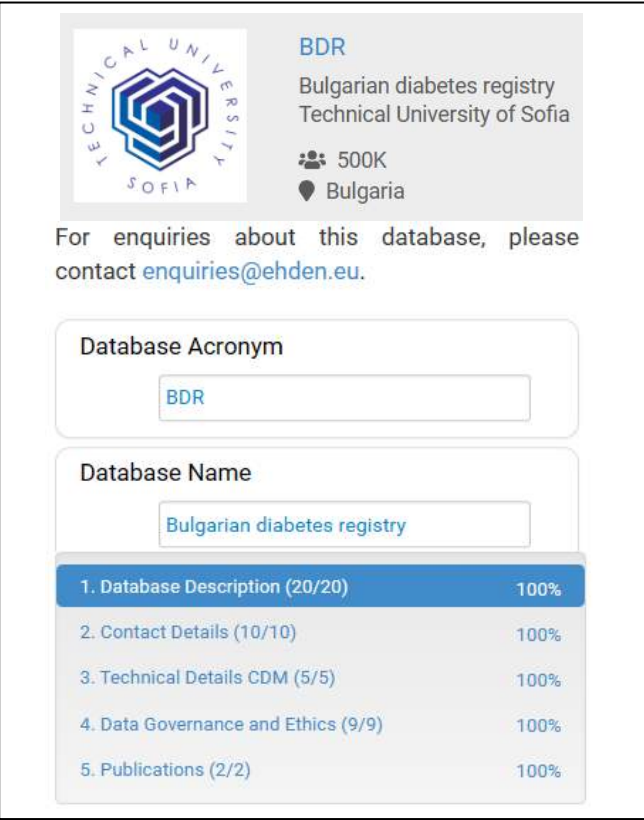 TECHNICAL UNIVERSITY
SOFIA
BDR
Bulgarian diabetes registry
Technical University of Sofia
500K
Bulgaria
For enquiries about this database, please
contact enquiries@ehden.eu.
Database Acronym
BDR
Database Name
Bulgarian diabetes registry
1. Database Description (20/20) 100%
2. Contact Details (10/10) 100%
3. Technical Details CDM (5/5) 100%
4. Data Governance and Ethics (9/9) 100%
5. Publications (2/2) 100%